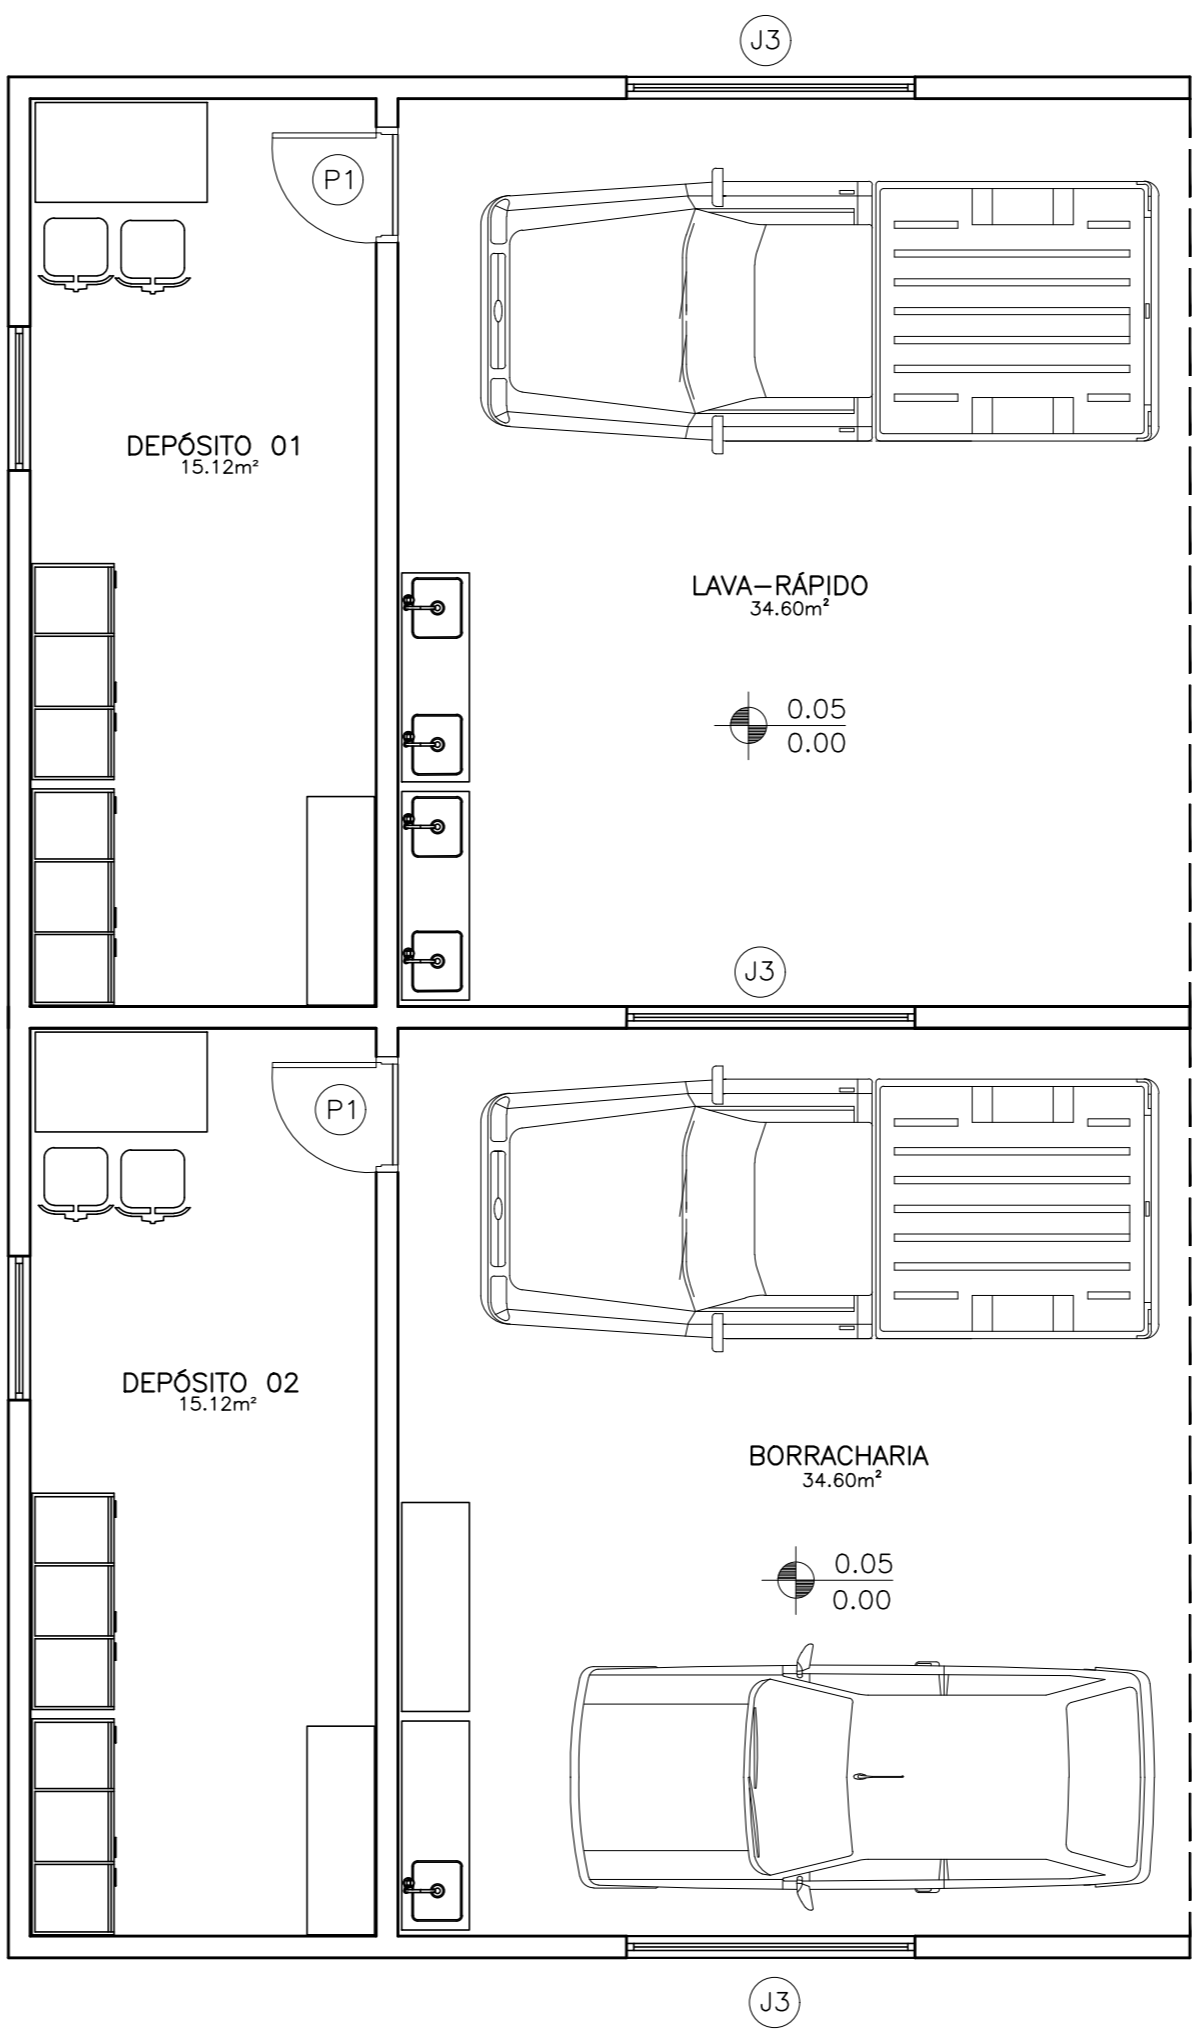 J3
P1
DEPÓSITO 01
15.12m²
LAVA-RÁPIDO
34.60m²
0.05
0.00
J3
P1
DEPÓSITO 02
15.12m²
BORRACHARIA
34.60m²
0.05
0.00
J3